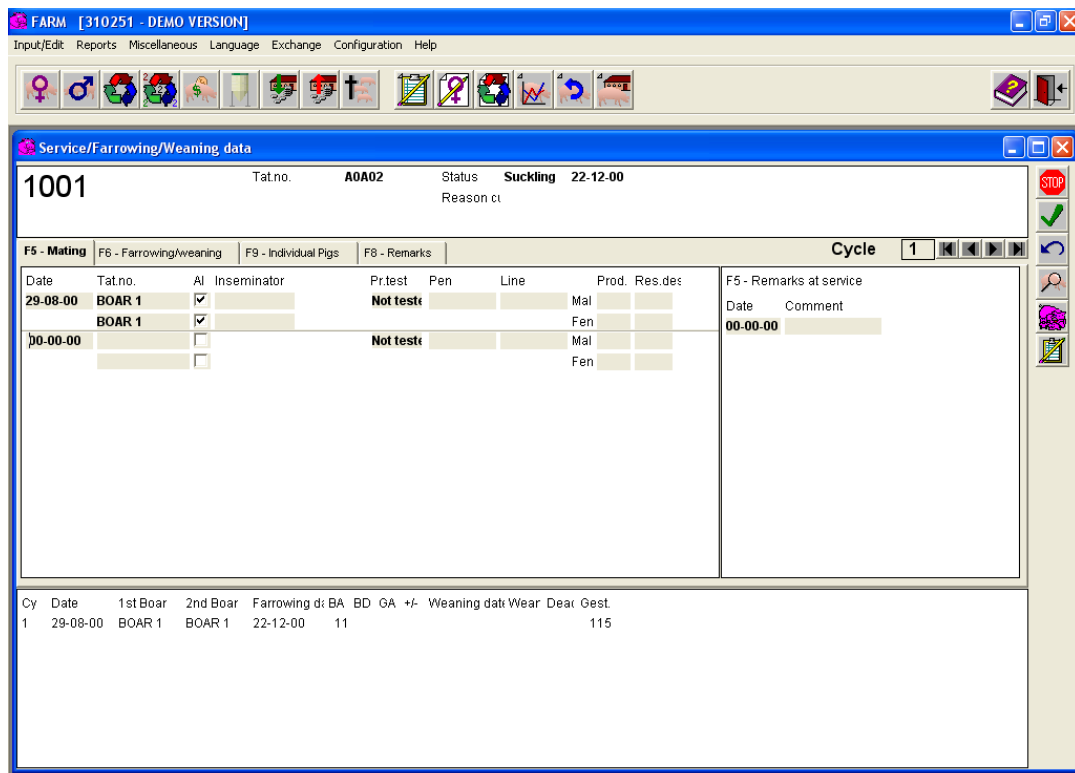 FARM [310251 - DEMO VERSION]
Input/Edit Reports Miscellaneous Language Exchange Configuration Help
Service/Farrowing/Weaning data
1001 Tat.no. A0A02 Status Suckling 22-12-00
Reason cu
STOP
F5 - Mating F6 - Farrowing/weaning F9 - Individual Pigs F8 - Remarks Cycle 1
Date Tat.no. AI Inseminator Pr.test Pen Line Prod. Res.des F5 - Remarks at service
29-08-00 BOAR 1 Not teste Mal Date Comment
BOAR 1 Fen 00-00-00
00-00-00 Not teste Mal
Fen
Cy Date 1st Boar 2nd Boar Farrowing da BA BD GA +/- Weaning date Wear Dead Gest.
1 29-08-00 BOAR 1 BOAR 1 22-12-00 11 115